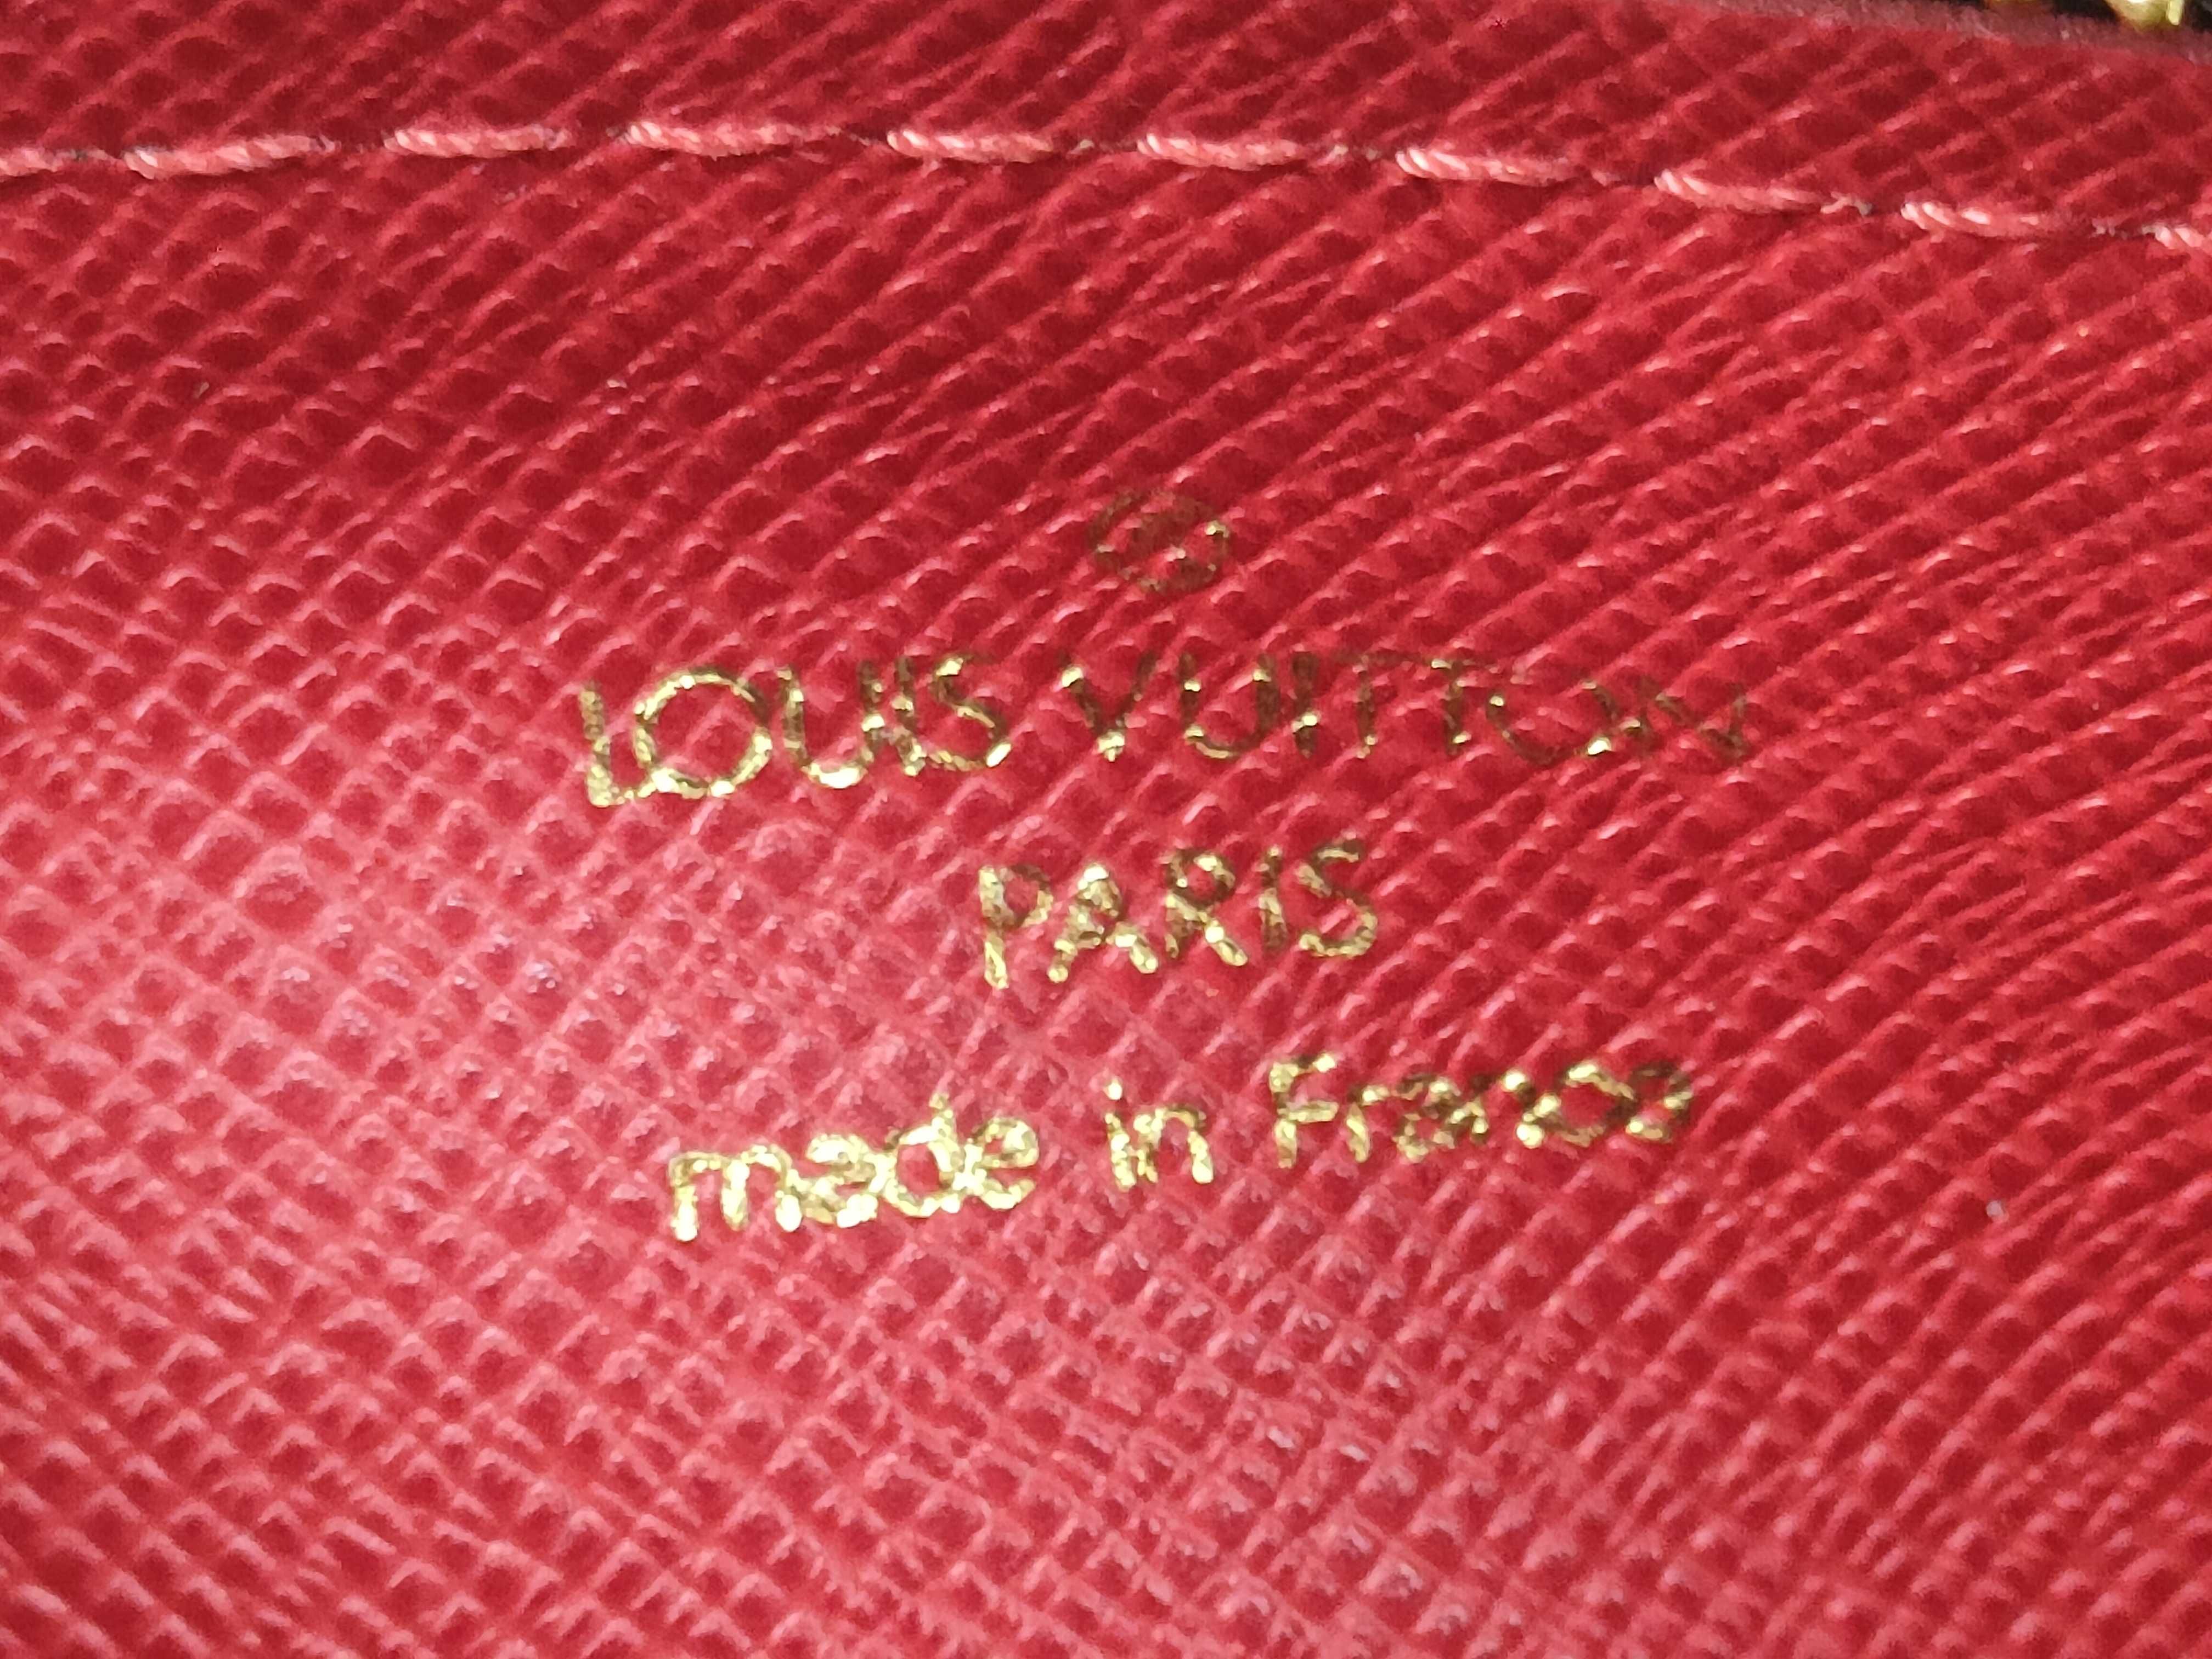 ®
LOUIS VUITTON
PARIS
made in France